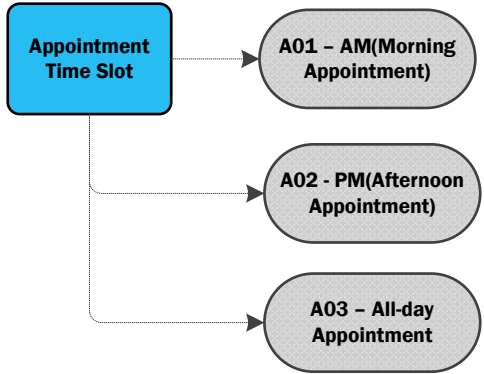 Appointment
Time Slot
A01 – AM(Morning
Appointment)
A02 - PM(Afternoon
Appointment)
A03 – All-day
Appointment